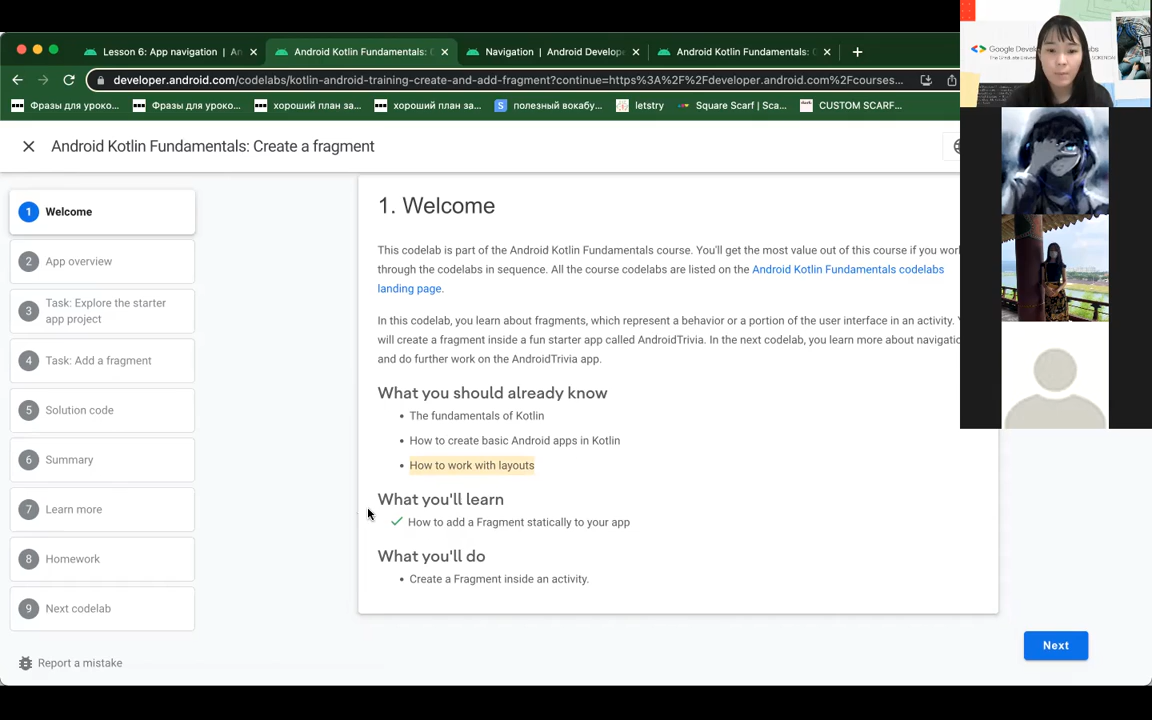 Lesson 6: App navigation | An
Android Kotlin Fundamentals: C
Navigation | Android Develope
Android Kotlin Fundamentals: C
developer.android.com/codelabs/kotlin-android-training-create-and-add-fragment?continue=https%3A%2F%2Fdeveloper.android.com%2Fcourses...
Фразы для уроко...
Фразы для уроко...
хороший план за...
хороший план за...
полезный вокабу...
letstry
Square Scarf | Sca...
CUSTOM SCARF...
Android Kotlin Fundamentals: Create a fragment
1 Welcome
2 App overview
3 Task: Explore the starter
app project
4 Task: Add a fragment
5 Solution code
6 Summary
7 Learn more
8 Homework
9 Next codelab
Report a mistake
1. Welcome
This codelab is part of the Android Kotlin Fundamentals course. You'll get the most value out of this course if you wor
through the codelabs in sequence. All the course codelabs are listed on the Android Kotlin Fundamentals codelabs
landing page.
In this codelab, you learn about fragments, which represent a behavior or a portion of the user interface in an activity.
will create a fragment inside a fun starter app called AndroidTrivia. In the next codelab, you learn more about navigatio
and do further work on the AndroidTrivia app.
What you should already know
• The fundamentals of Kotlin
• How to create basic Android apps in Kotlin
• How to work with layouts
What you'll learn
How to add a Fragment statically to your app
What you'll do
• Create a Fragment inside an activity.
Next